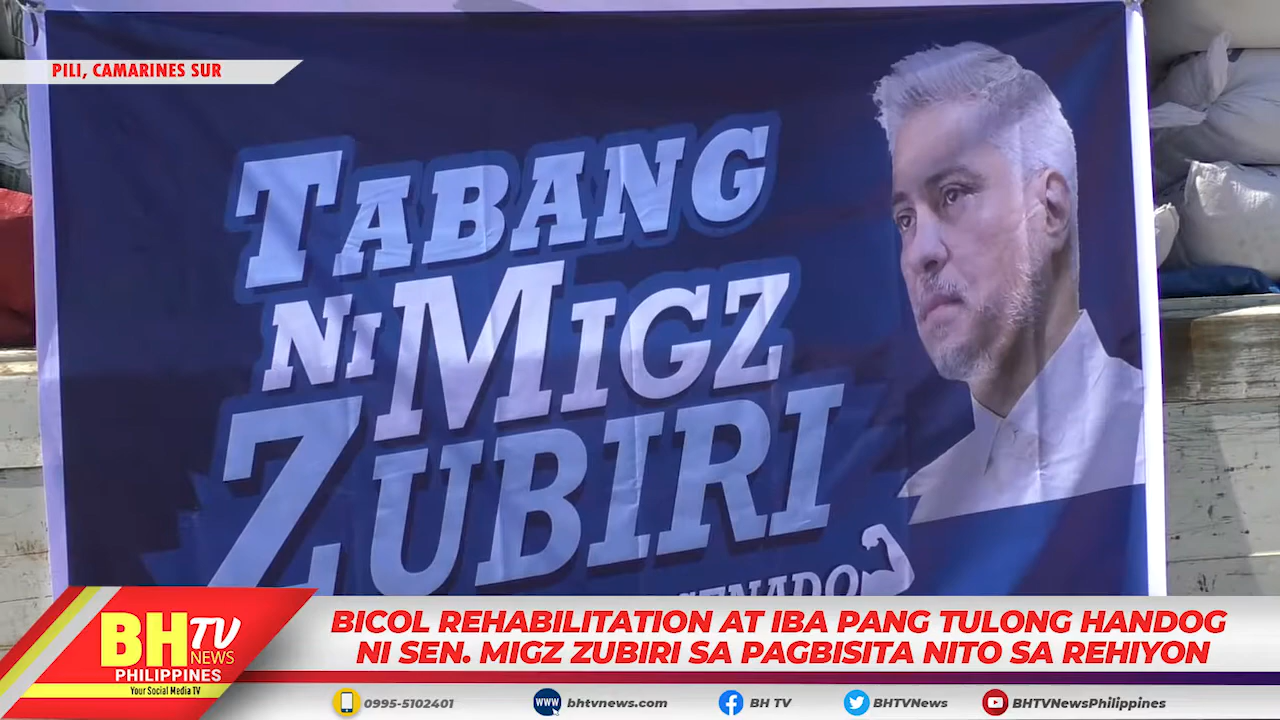 PILI, CAMARINES SUR
TABANG
NI MIGZ
ZUBIRI
SENADO
BH TV
NEWS
PHILIPPINES
Your Social Media TV
BICOL REHABILITATION AT IBA PANG TULONG HANDOG
NI SEN. MIGZ ZUBIRI SA PAGBISITA NITO SA REHIYON
0995-5102401
WWW
bhtvnews.com
BH TV
BHTVNews
BHTVNewsPhilippines